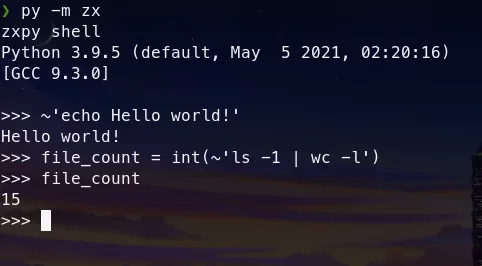 ❯ py -m zx
zxpy shell
Python 3.9.5 (default, May  5 2021, 02:20:16)
[GCC 9.3.0]
>>> ~'echo Hello world!'
Hello world!
>>> file_count = int(~'ls -1 | wc -l')
>>> file_count
15
>>>